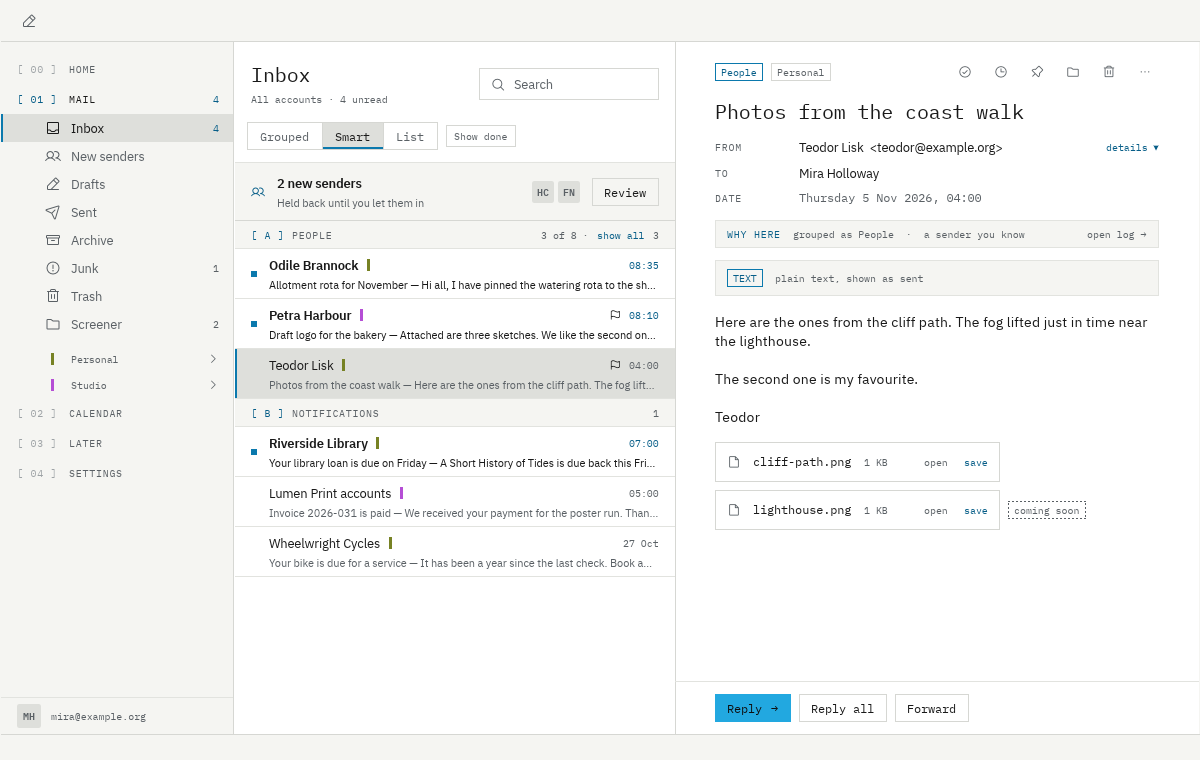 [ 00 ] HOME
[ 01 ] MAIL 4
Inbox 4
New senders
Drafts
Sent
Archive
Junk 1
Trash
Screener 2
Personal
Studio
[ 02 ] CALENDAR
[ 03 ] LATER
[ 04 ] SETTINGS
MH mira@example.org
Inbox
All accounts · 4 unread
Search
Grouped Smart List Show done
2 new senders
Held back until you let them in
HC FN Review
[ A ] PEOPLE 3 of 8 · show all 3
Odile Brannock 08:35
Allotment rota for November — Hi all, I have pinned the watering rota to the sh...
Petra Harbour 08:10
Draft logo for the bakery — Attached are three sketches. We like the second on...
Teodor Lisk 04:00
Photos from the coast walk — Here are the ones from the cliff path. The fog lift...
[ B ] NOTIFICATIONS 1
Riverside Library 07:00
Your library loan is due on Friday — A Short History of Tides is due back this Fri...
Lumen Print accounts 05:00
Invoice 2026-031 is paid — We received your payment for the poster run. Than...
Wheelwright Cycles 27 Oct
Your bike is due for a service — It has been a year since the last check. Book a...
People Personal
Photos from the coast walk
FROM Teodor Lisk <teodor@example.org> details ▾
TO Mira Holloway
DATE Thursday 5 Nov 2026, 04:00
WHY HERE grouped as People · a sender you know open log →
TEXT plain text, shown as sent
Here are the ones from the cliff path. The fog lifted just in time near
the lighthouse.
The second one is my favourite.
Teodor
cliff-path.png 1 KB open save
lighthouse.png 1 KB open save coming soon
Reply → Reply all Forward